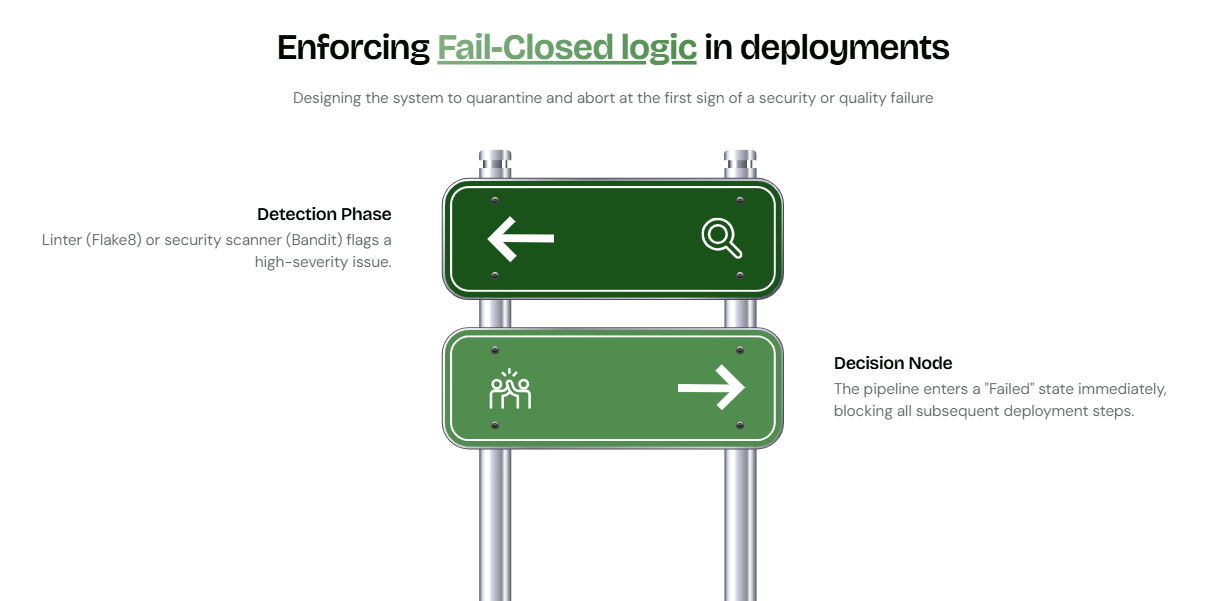 Enforcing Fail-Closed logic in deployments
Designing the system to quarantine and abort at the first sign of a security or quality failure
Detection Phase
Linter (Flake8) or security scanner (Bandit) flags a
high-severity issue.
Decision Node
The pipeline enters a "Failed" state immediately,
blocking all subsequent deployment steps.